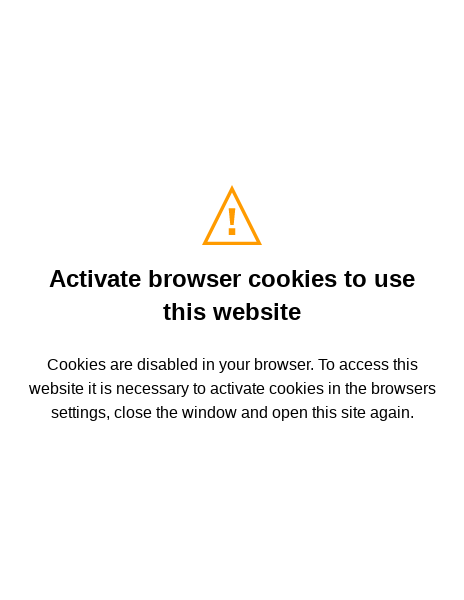 !
Activate browser cookies to use
this website
Cookies are disabled in your browser. To access this
website it is necessary to activate cookies in the browsers
settings, close the window and open this site again.